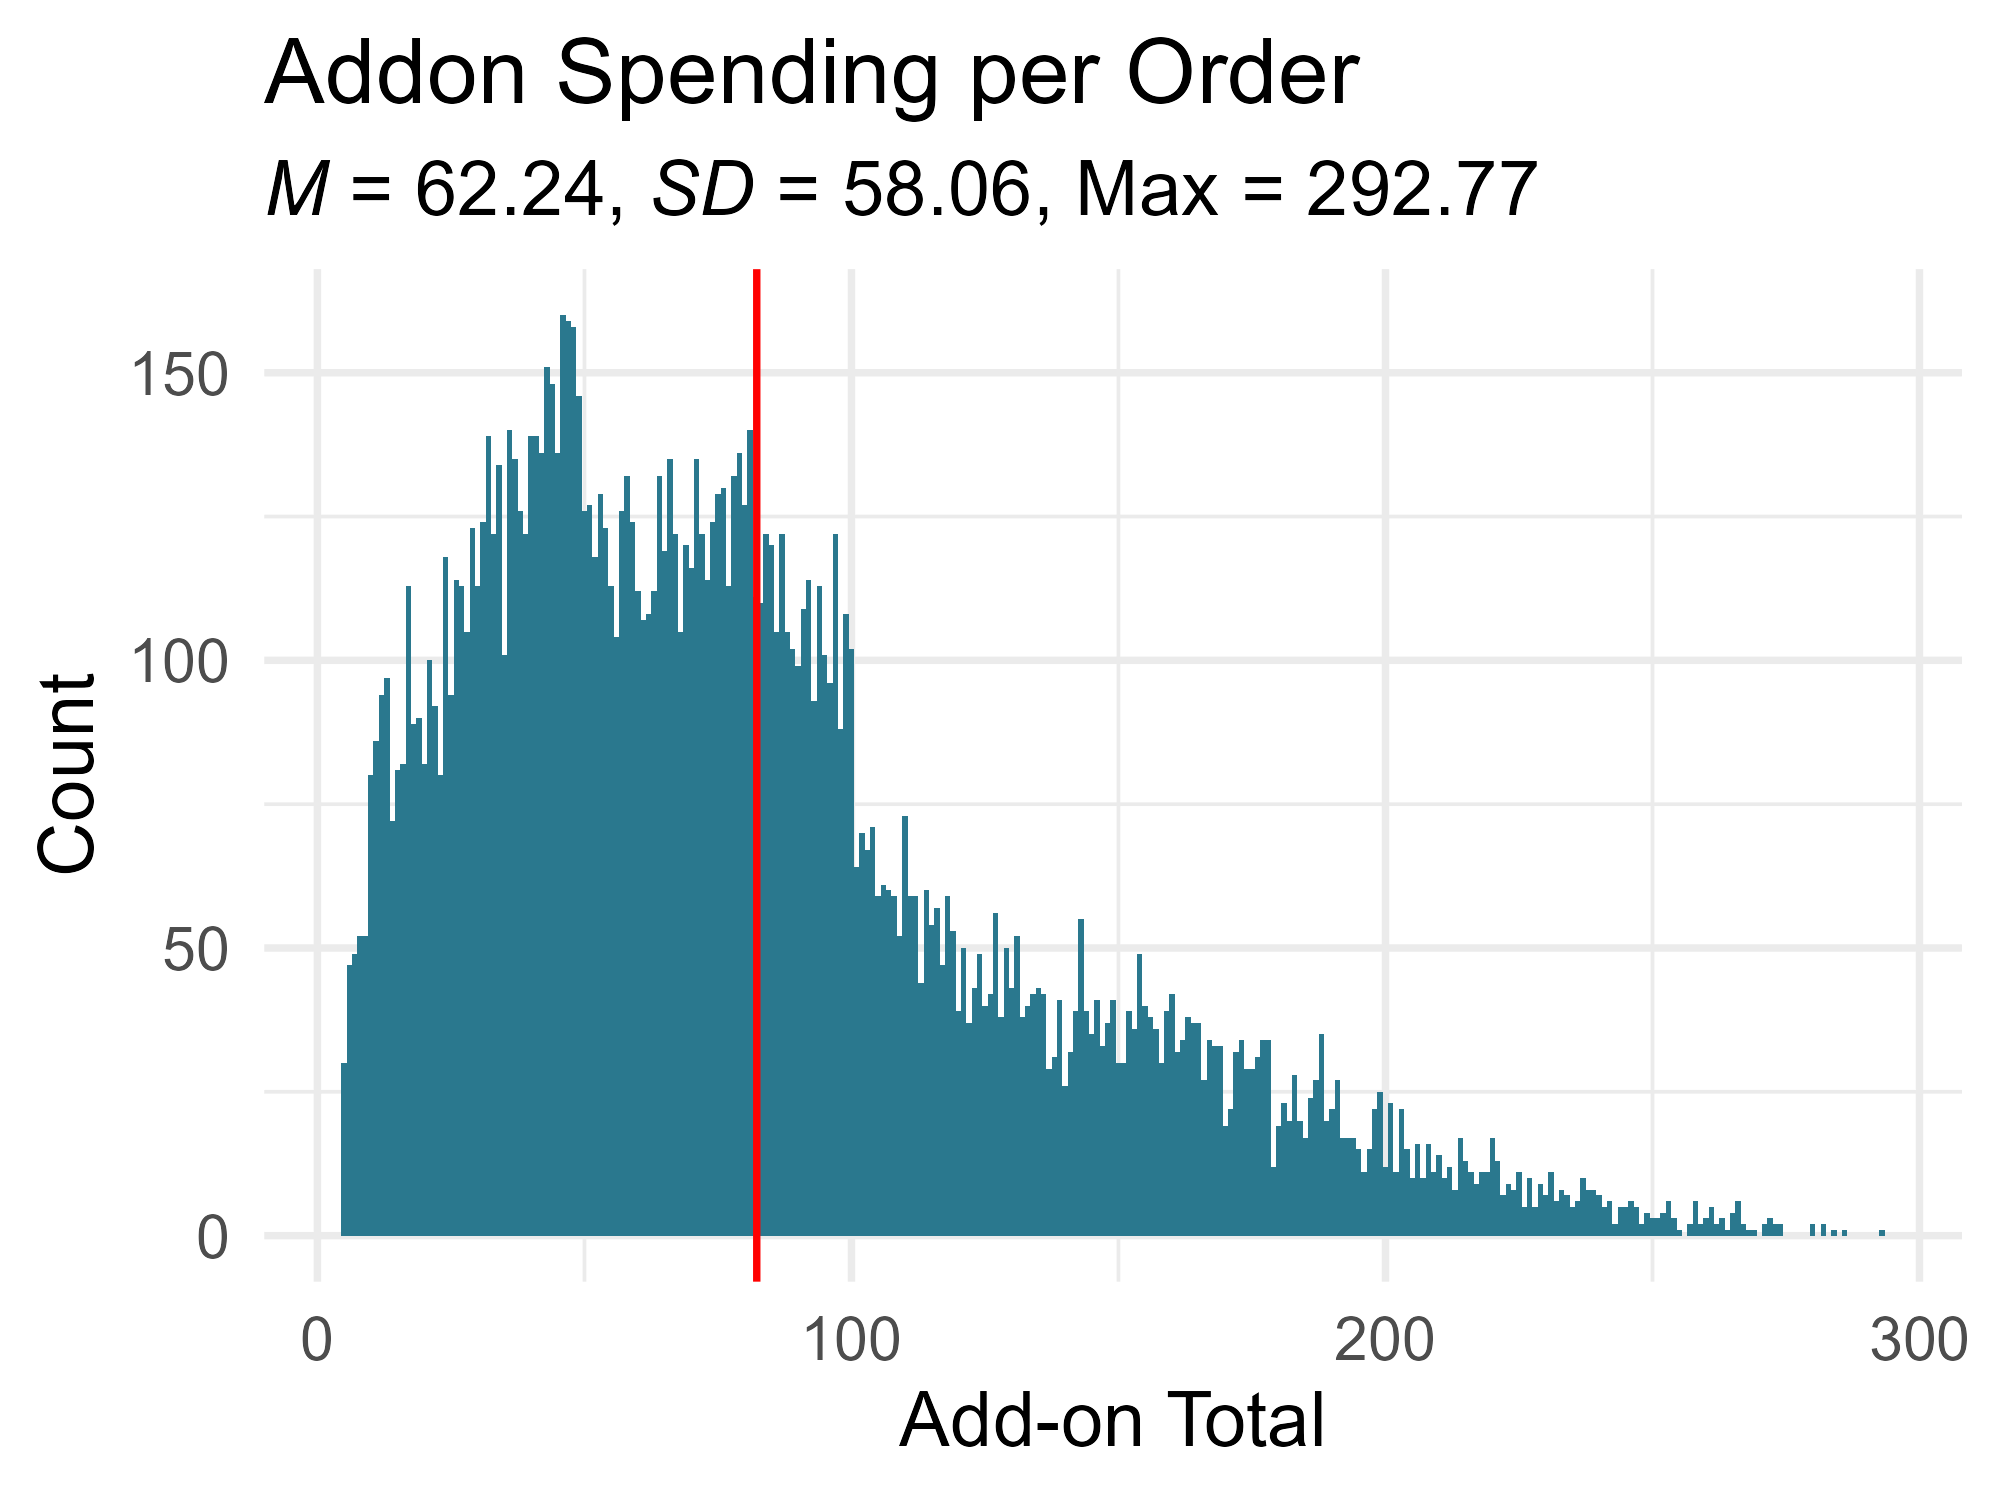 Addon Spending per Order
M = 62.24, SD = 58.06, Max = 292.77
Count
150
100
50
0
0 100 200 300
Add-on Total